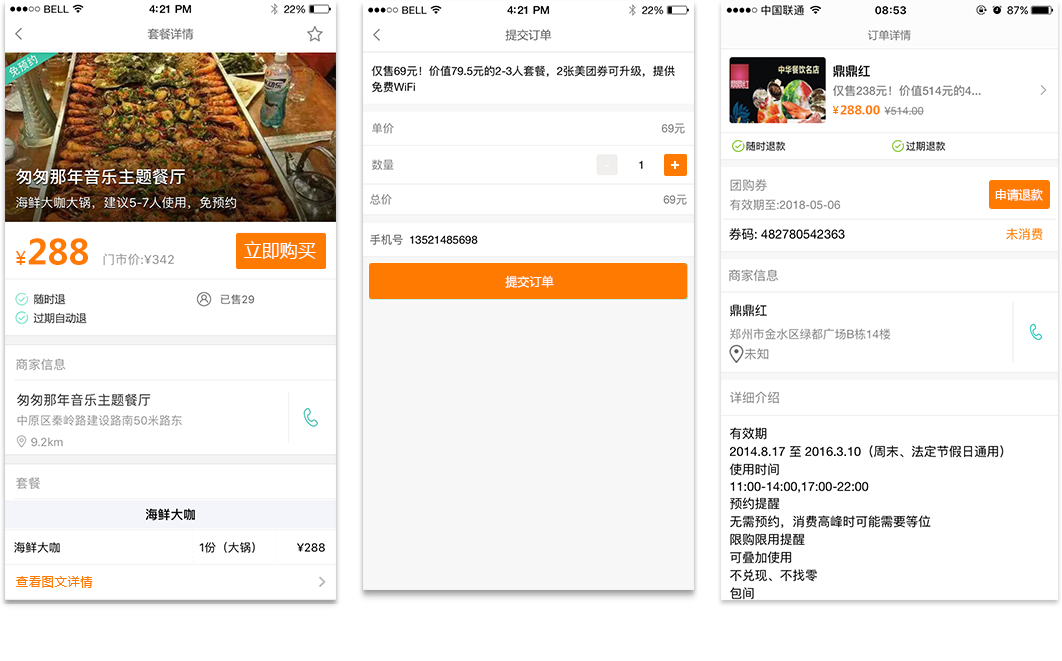 ●●●○○ BELL 4:21 PM 22%
套餐详情
免预约
匆匆那年音乐主题餐厅
海鲜大咖大锅，建议5-7人使用，免预约
¥288 门市价:¥342 立即购买
随时退 已售29
过期自动退
商家信息
匆匆那年音乐主题餐厅
中原区秦岭路建设路南50米路东
9.2km
套餐
海鲜大咖
海鲜大咖 1份（大锅） ¥288
查看图文详情
●●●○○ BELL 4:21 PM 22%
提交订单
仅售69元！价值79.5元的2-3人套餐，2张美团券可升级，提供
免费WiFi
单价 69元
数量 - 1 +
总价 69元
手机号 13521485698
提交订单
●●●●○ 中国联通 08:53 87%
订单详情
中华餐饮名店
鼎鼎红
仅售238元！价值514元的4...
¥288.00 ¥514.00
随时退款 过期退款
团购券
有效期至:2018-05-06
申请退款
券码: 482780542363 未消费
商家信息
鼎鼎红
郑州市金水区绿都广场B栋14楼
未知
详细介绍
有效期
2014.8.17 至 2016.3.10（周末、法定节假日通用）
使用时间
11:00-14:00,17:00-22:00
预约提醒
无需预约，消费高峰时可能需要等位
限购限用提醒
可叠加使用
不兑现、不找零
包间